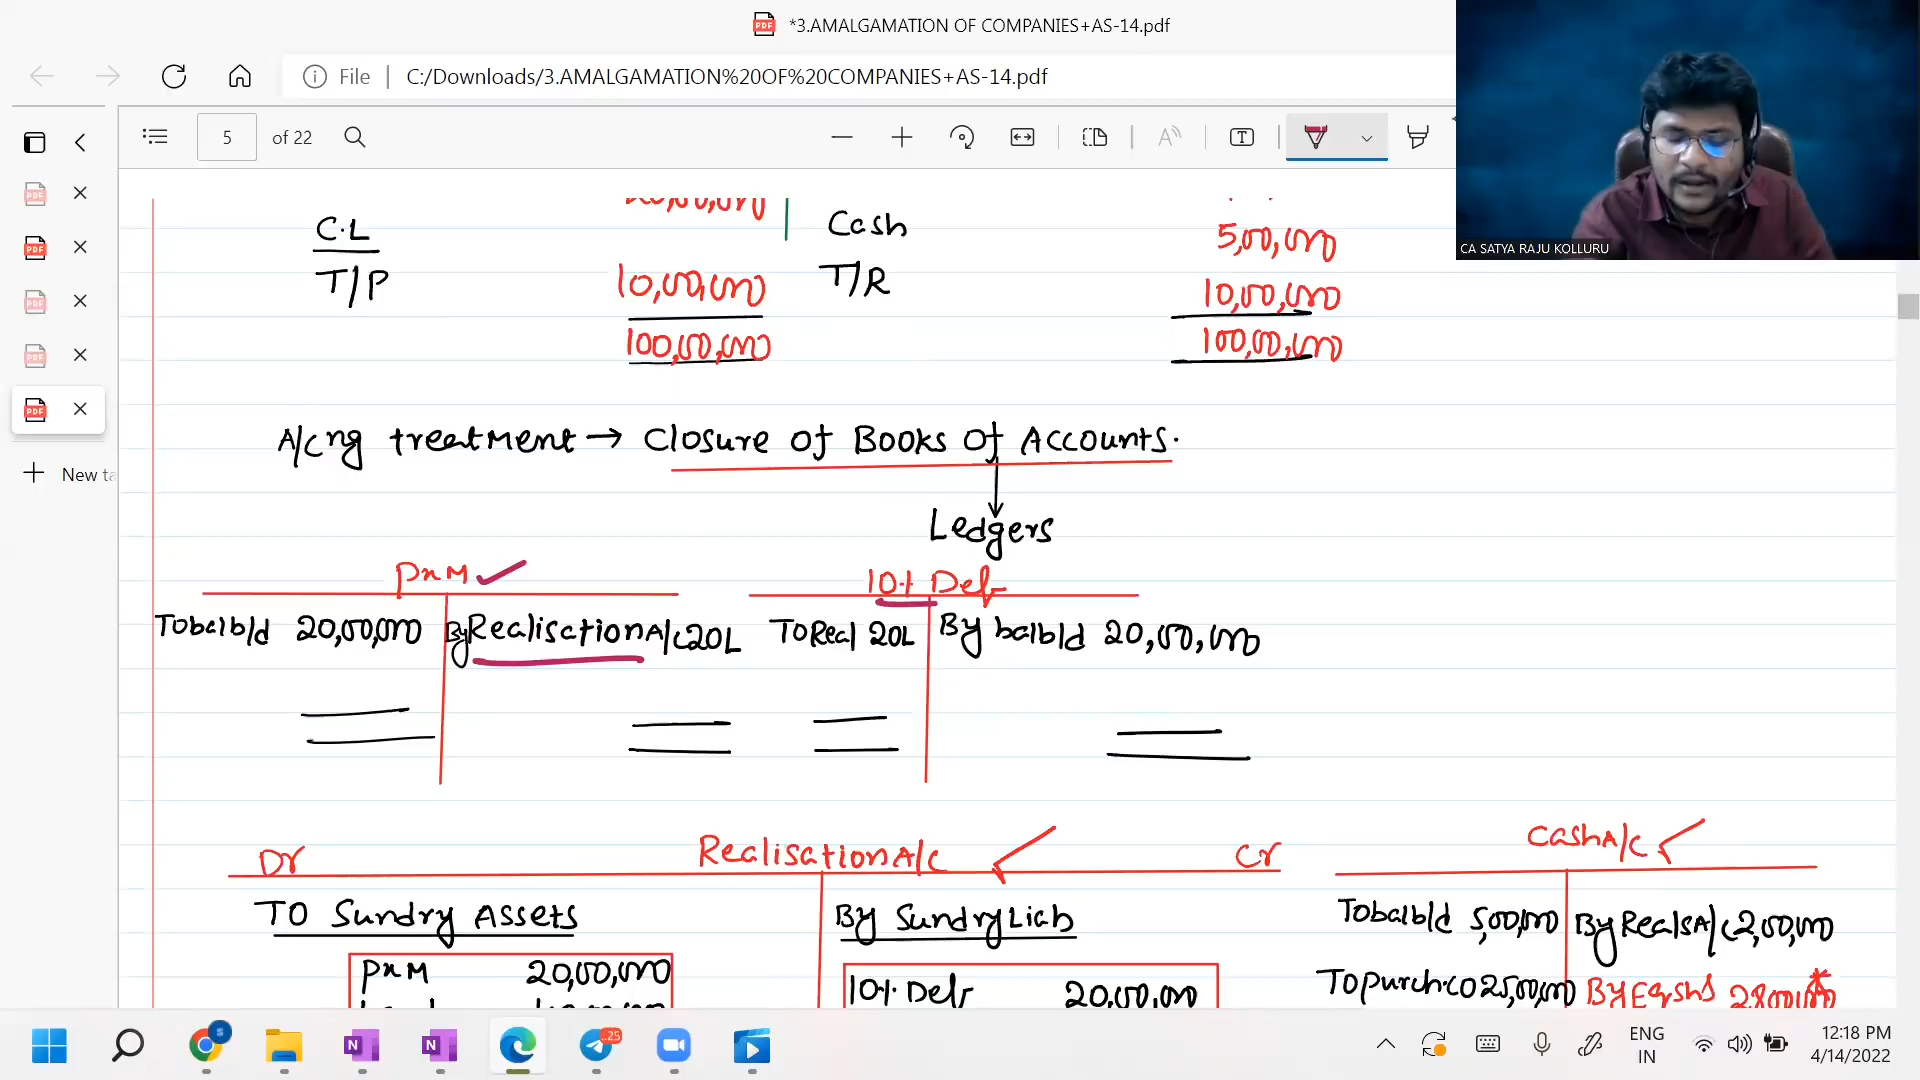 *3.AMALGAMATION OF COMPANIES+AS-14.pdf
File C:/Downloads/3.AMALGAMATION%20OF%20COMPANIES+AS-14.pdf
5 of 22
CA SATYA RAJU KOLLURU
New ta
C.L Cash 5,00,000
T/P 10,00,000 T/R 10,00,000
100,00,000 100,00,000
A/cng treatment → Closure of Books of Accounts.
Ledgers
PnM 10% Deb
To bal b/d 20,00,000 By Realisation A/c 20L To Real 20L By bal b/d 20,00,000
Dr Realisation A/c Cr Cash A/c
To Sundry Assets By Sundry Liab To bal b/d 5,00,000 By Reals A/c 2,00,000
PnM 20,00,000 10% Deb 20,00,000 To purch.co 25,00,000 By Eq shs
ENG
IN
12:18 PM
4/14/2022